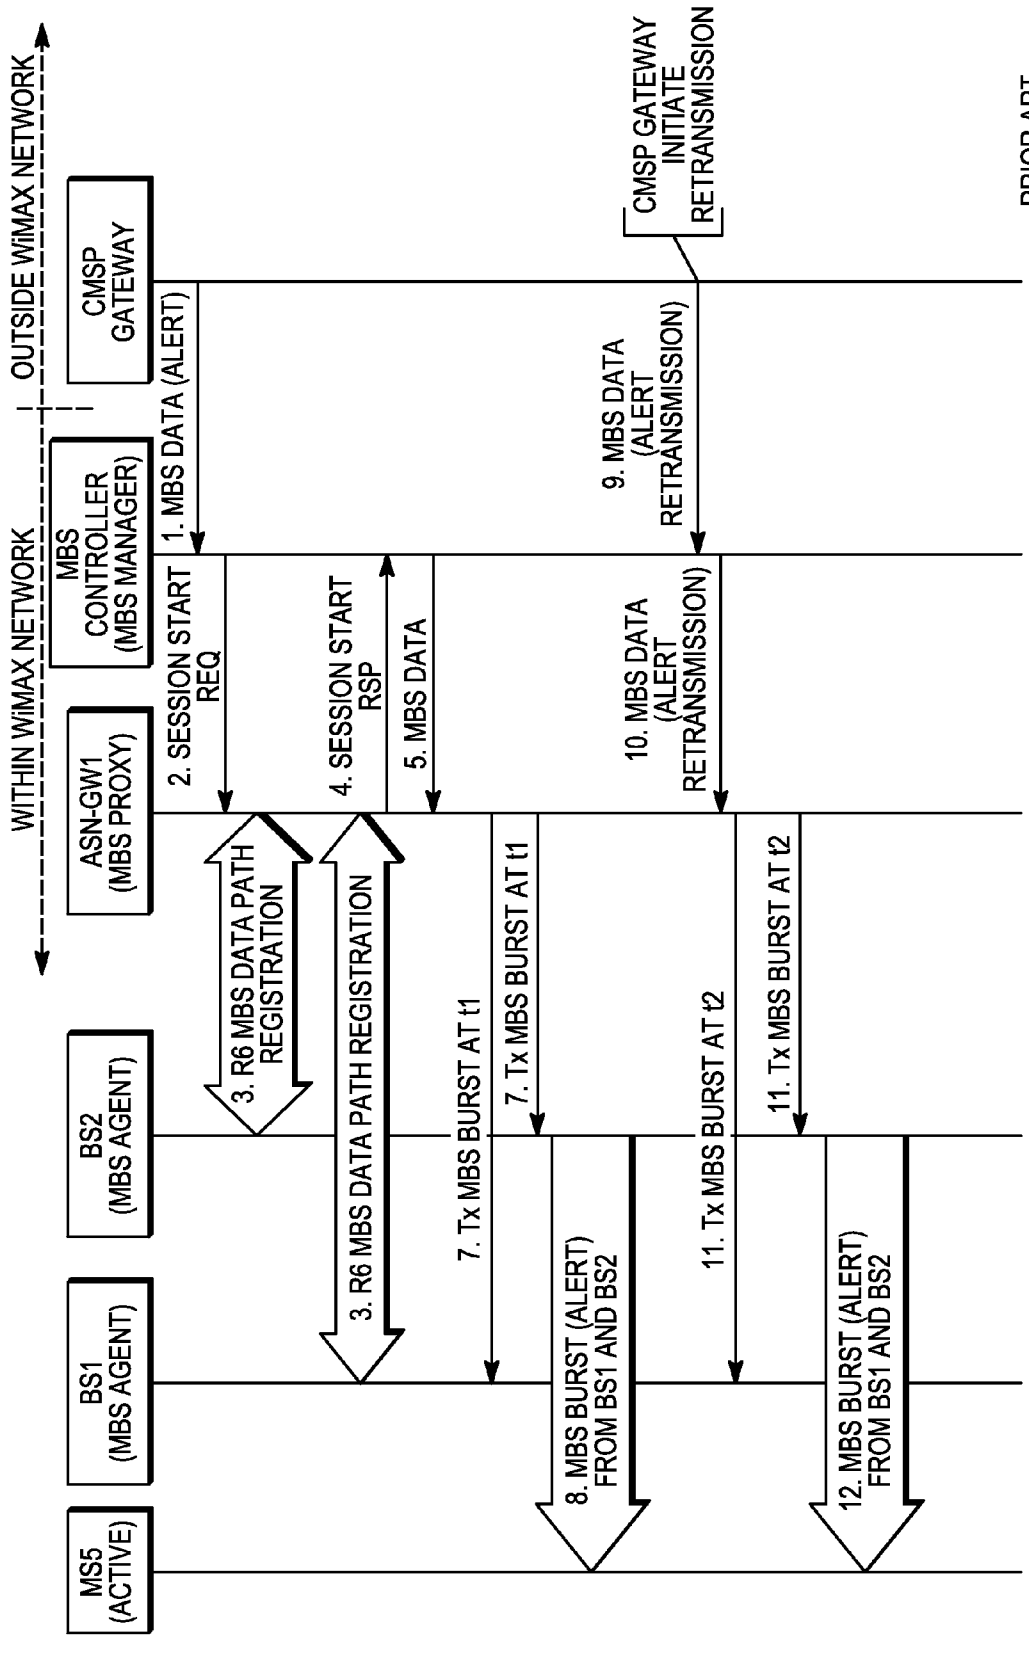 WITHIN WiMAX NETWORK
OUTSIDE WiMAX NETWORK
MS5
(ACTIVE)
BS1
(MBS AGENT)
BS2
(MBS AGENT)
ASN-GW1
(MBS PROXY)
MBS
CONTROLLER
(MBS MANAGER)
CMSP
GATEWAY
1. MBS DATA (ALERT)
2. SESSION START
REQ
3. R6 MBS DATA PATH
REGISTRATION
3. R6 MBS DATA PATH REGISTRATION
4. SESSION START
RSP
5. MBS DATA
7. Tx MBS BURST AT t1
7. Tx MBS BURST AT t1
8. MBS BURST (ALERT)
FROM BS1 AND BS2
CMSP GATEWAY
INITIATE
RETRANSMISSION
9. MBS DATA
(ALERT
RETRANSMISSION)
10. MBS DATA
(ALERT
RETRANSMISSION)
11. Tx MBS BURST AT t2
11. Tx MBS BURST AT t2
12. MBS BURST (ALERT)
FROM BS1 AND BS2
PRIOR ART